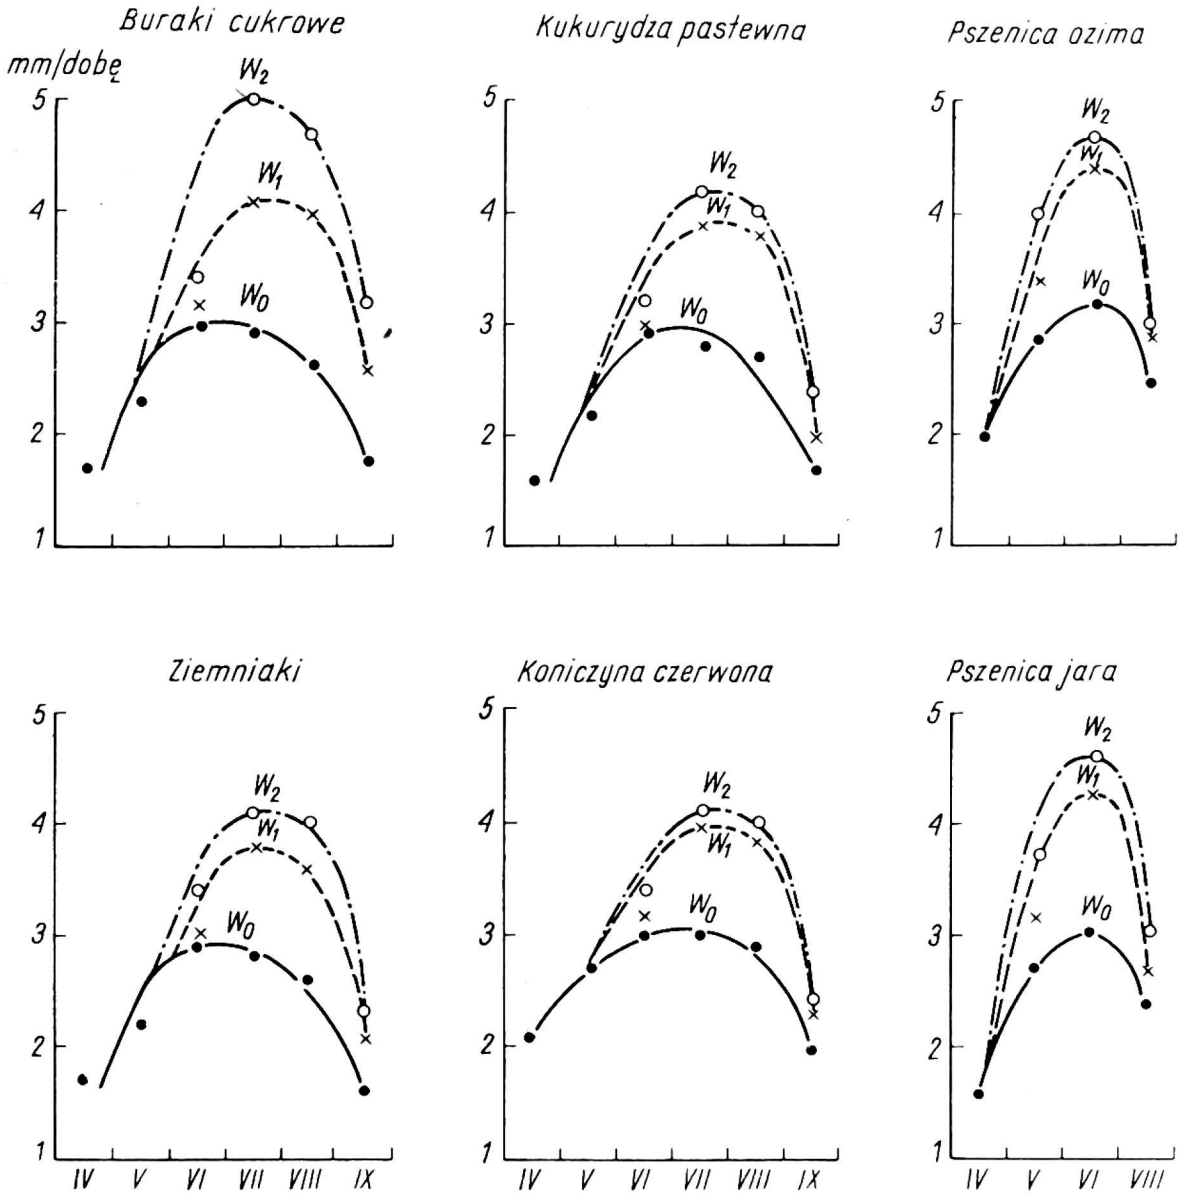 Buraki cukrowe
mm/dobę
5
4
3
2
1
W2
W1
W0
Kukurydza pastewna
5
4
3
2
1
W2
W1
W0
Pszenica ozima
5
4
3
2
1
W2
W1
W0
Ziemniaki
5
4
3
2
1
W2
W1
W0
IV V VI VII VIII IX
Koniczyna czerwona
5
4
3
2
1
W2
W1
W0
IV V VI VII VIII IX
Pszenica jara
5
4
3
2
1
W2
W1
W0
IV V VI VIII